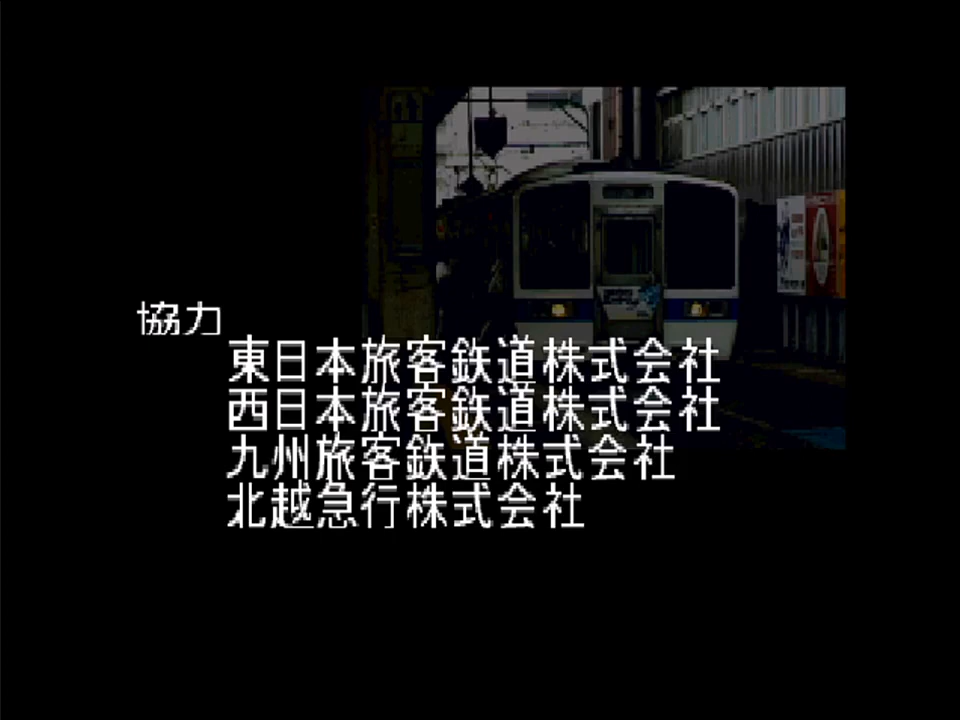 協力
東日本旅客鉄道株式会社
西日本旅客鉄道株式会社
九州旅客鉄道株式会社
北越急行株式会社